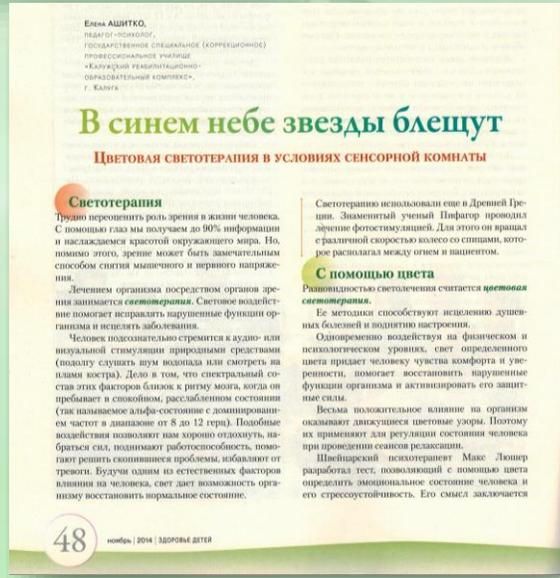 Елена АШИТКО,
ПЕДАГОГ-ПСИХОЛОГ,
ГОСУДАРСТВЕННОЕ СПЕЦИАЛЬНОЕ (КОРРЕКЦИОННОЕ)
ПРОФЕССИОНАЛЬНОЕ УЧИЛИЩЕ
«КАЛУЖСКИЙ РЕАБИЛИТАЦИОННО-
ОБРАЗОВАТЕЛЬНЫЙ КОМПЛЕКС»,
Г. КАЛУГА
В синем небе звезды блещут
ЦВЕТОВАЯ СВЕТОТЕРАПИЯ В УСЛОВИЯХ СЕНСОРНОЙ КОМНАТЫ
Светотерапия
Трудно переоценить роль зрения в жизни человека.
С помощью глаз мы получаем до 90% информации
и наслаждаемся красотой окружающего мира. Но,
помимо этого, зрение может быть замечательным
способом снятия мышечного и нервного напряже-
ния.
Лечением организма посредством органов зре-
ния занимается светотерапия. Световое воздейст-
вие помогает исправлять нарушенные функции ор-
ганизма и исцелять заболевания.
Человек подсознательно стремится к аудио- или
визуальной стимуляции природными средствами
(подолгу слушать шум водопада или смотреть на
пламя костра). Дело в том, что спектральный со-
став этих факторов близок к ритму мозга, когда он
пребывает в спокойном, расслабленном состоянии
(так называемое альфа-состояние с доминировани-
ем частот в диапазоне от 8 до 12 герц). Подобные
воздействия позволяют нам хорошо отдохнуть, на-
браться сил, поднимают работоспособность, помо-
гают решить скопившиеся проблемы, избавляют от
тревоги. Будучи одним из естественных факторов
влияния на человека, свет дает возможность орга-
низму восстановить нормальное состояние.
Светотерапию использовали еще в Древней Гре-
ции. Знаменитый ученый Пифагор проводил
лечение фотостимуляцией. Для этого он вращал
с различной скоростью колесо со спицами, кото-
рое располагал между огнем и пациентом.
С помощью цвета
Разновидностью светолечения считается цветовая
светотерапия.
Ее методики способствуют исцелению душев-
ных болезней и поднятию настроения.
Одновременно воздействуя на физическом и
психологическом уровнях, свет определенного
цвета придает человеку чувства комфорта и уве-
ренности, помогает восстановить нарушенные
функции организма и активизировать его защит-
ные силы.
Весьма положительное влияние на организм
оказывают движущиеся цветовые узоры. Поэтому
их применяют для регуляции состояния человека
при проведении сеансов релаксации.
Швейцарский психотерапевт Макс Люшер
разработал тест, позволяющий с помощью цвета
определить эмоциональное состояние человека и
его стрессоустойчивость. Его смысл заключается
48
ноябрь | 2014 | ЗДОРОВЬЕ ДЕТЕЙ